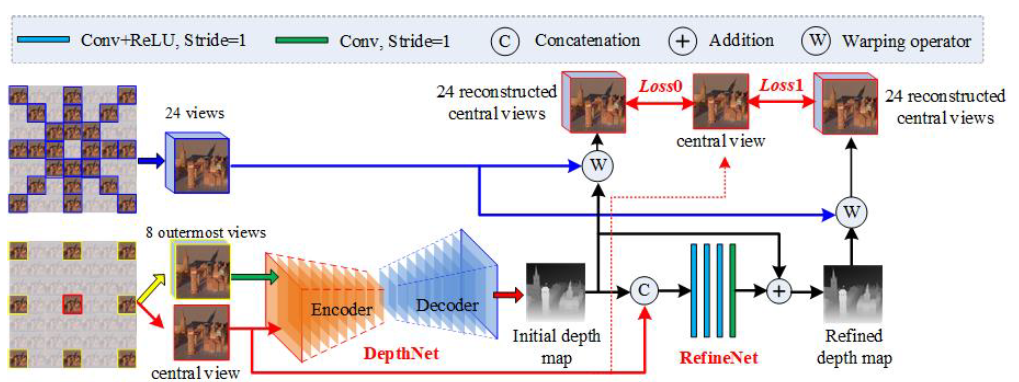 Conv+ReLU, Stride=1
Conv, Stride=1
C
Concatenation
+
Addition
W
Warping operator
24 views
24 reconstructed
central views
Loss0
Loss1
central view
24 reconstructed
central views
W
W
8 outermost views
Encoder
Decoder
DepthNet
central view
Initial depth
map
C
RefineNet
+
Refined
depth map